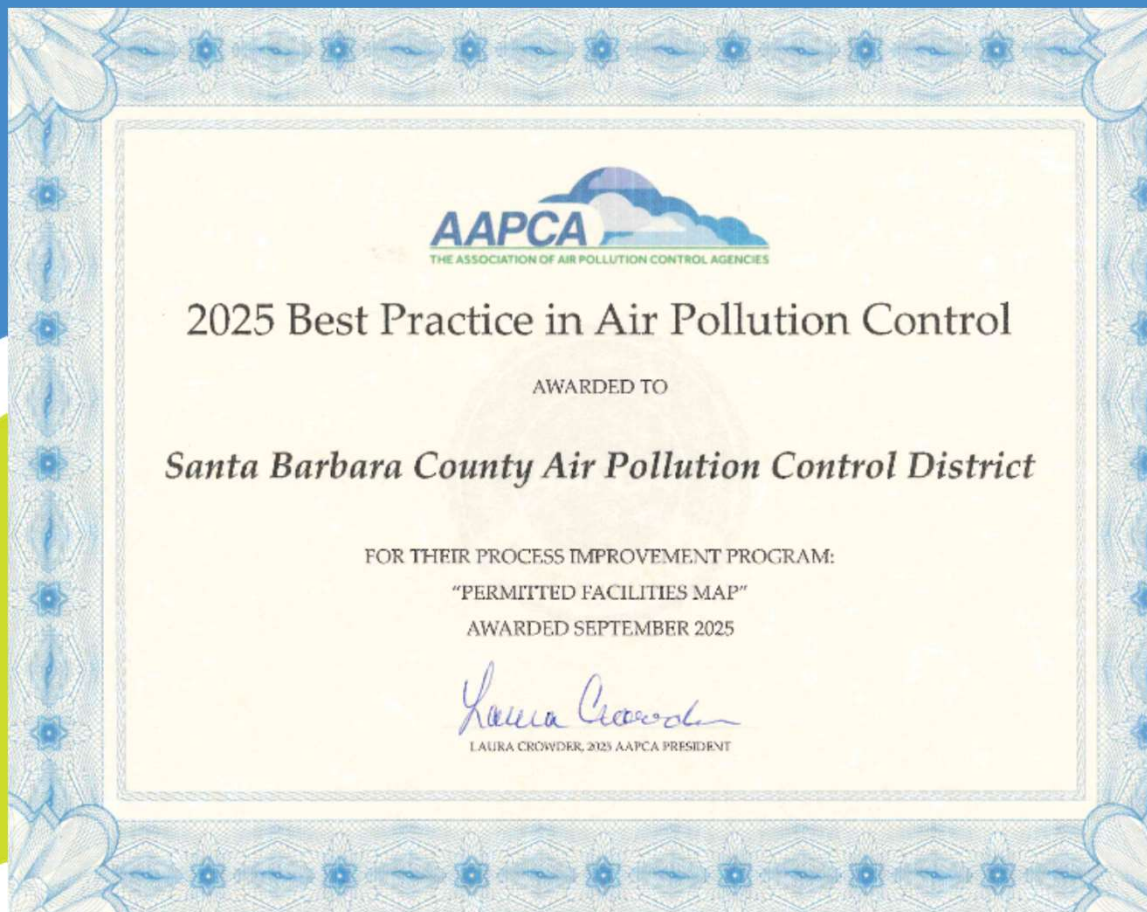 AAPCA
THE ASSOCIATION OF AIR POLLUTION CONTROL AGENCIES
2025 Best Practice in Air Pollution Control
AWARDED TO
Santa Barbara County Air Pollution Control District
FOR THEIR PROCESS IMPROVEMENT PROGRAM:
“PERMITTED FACILITIES MAP”
AWARDED SEPTEMBER 2025
Laura Crowder
LAURA CROWDER, 2025 AAPCA PRESIDENT